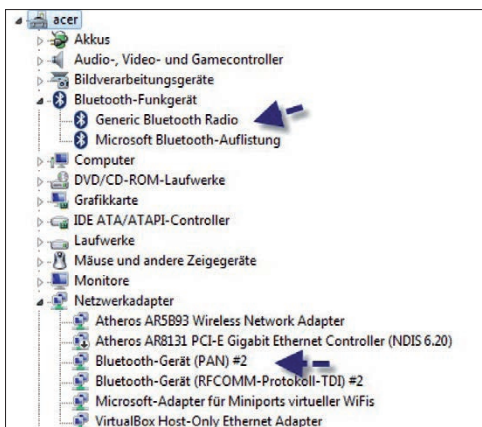 acer
Akkus
Audio-, Video- und Gamecontroller
Bildverarbeitungsgeräte
Bluetooth-Funkgerät
Generic Bluetooth Radio
Microsoft Bluetooth-Auflistung
Computer
DVD/CD-ROM-Laufwerke
Grafikkarte
IDE ATA/ATAPI-Controller
Laufwerke
Mäuse und andere Zeigegeräte
Monitore
Netzwerkadapter
Atheros AR5B93 Wireless Network Adapter
Atheros AR8131 PCI-E Gigabit Ethernet Controller (NDIS 6.20)
Bluetooth-Gerät (PAN) #2
Bluetooth-Gerät (RFCOMM-Protokoll-TDI) #2
Microsoft-Adapter für Miniports virtueller WiFis
VirtualBox Host-Only Ethernet Adapter